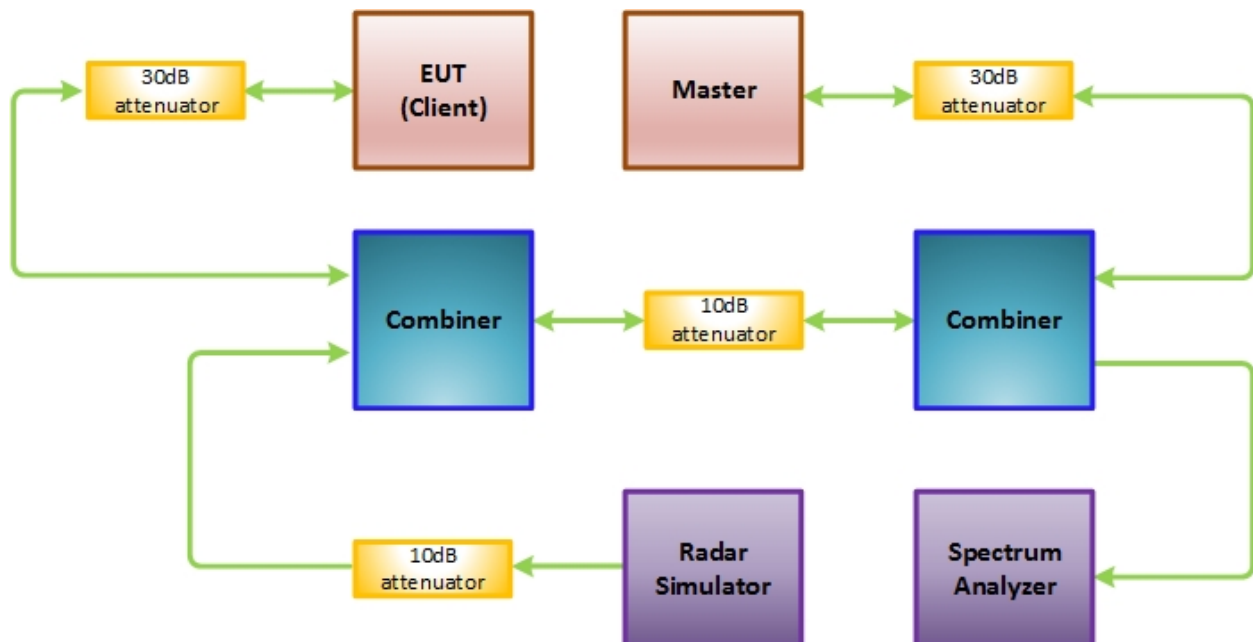 30dB
attenuator
EUT
(Client)
Master
30dB
attenuator
Combiner
10dB
attenuator
Combiner
10dB
attenuator
Radar
Simulator
Spectrum
Analyzer